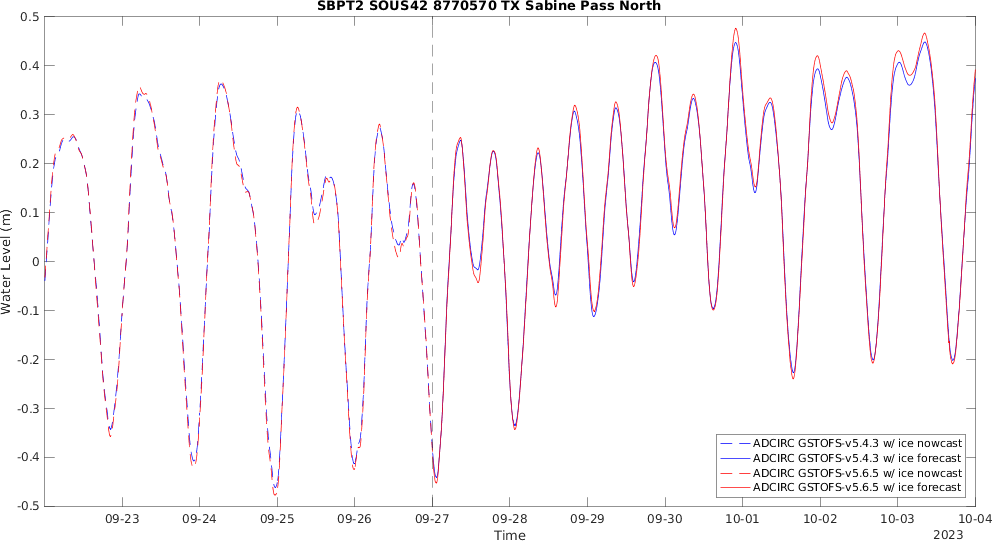 SBPT2 SOUS42 8770570 TX Sabine Pass North
0.5
0.4
0.3
0.2
0.1
0
-0.1
-0.2
-0.3
-0.4
-0.5
Water Level (m)
ADCIRC GSTOFS-v5.4.3 w/ ice nowcast
ADCIRC GSTOFS-v5.4.3 w/ ice forecast
ADCIRC GSTOFS-v5.6.5 w/ ice nowcast
ADCIRC GSTOFS-v5.6.5 w/ ice forecast
09-23 09-24 09-25 09-26 09-27 09-28 09-29 09-30 10-01 10-02 10-03 10-04
Time
2023